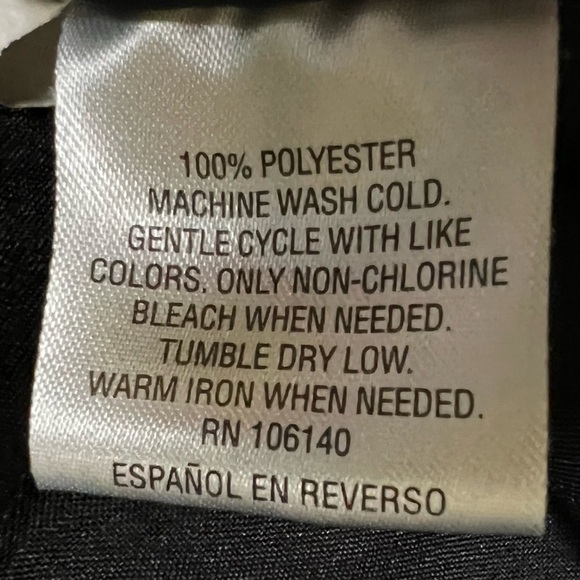 100% POLYESTER
MACHINE WASH COLD.
GENTLE CYCLE WITH LIKE
COLORS. ONLY NON-CHLORINE
BLEACH WHEN NEEDED.
TUMBLE DRY LOW.
WARM IRON WHEN NEEDED.
RN 106140
ESPAÑOL EN REVERSO